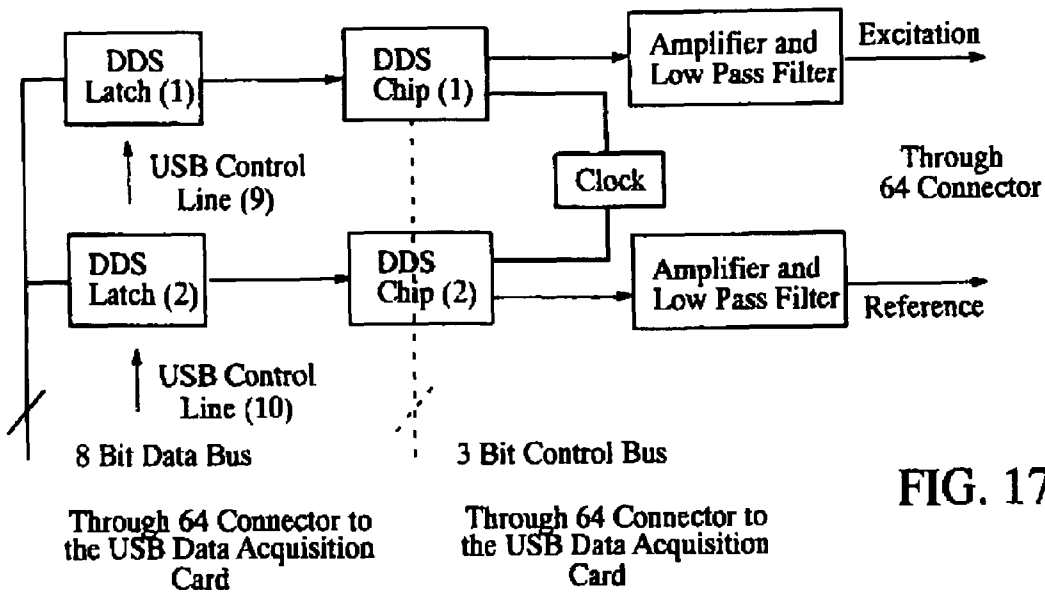 DDS
Latch (1)
DDS
Chip (1)
Amplifier and
Low Pass Filter
Excitation
USB Control
Line (9)
Clock
Through
64 Connector
DDS
Latch (2)
DDS
Chip (2)
Amplifier and
Low Pass Filter
Reference
USB Control
Line (10)
8 Bit Data Bus
3 Bit Control Bus
FIG. 17
Through 64 Connector to
the USB Data Acquisition
Card
Through 64 Connector to
the USB Data Acquisition
Card